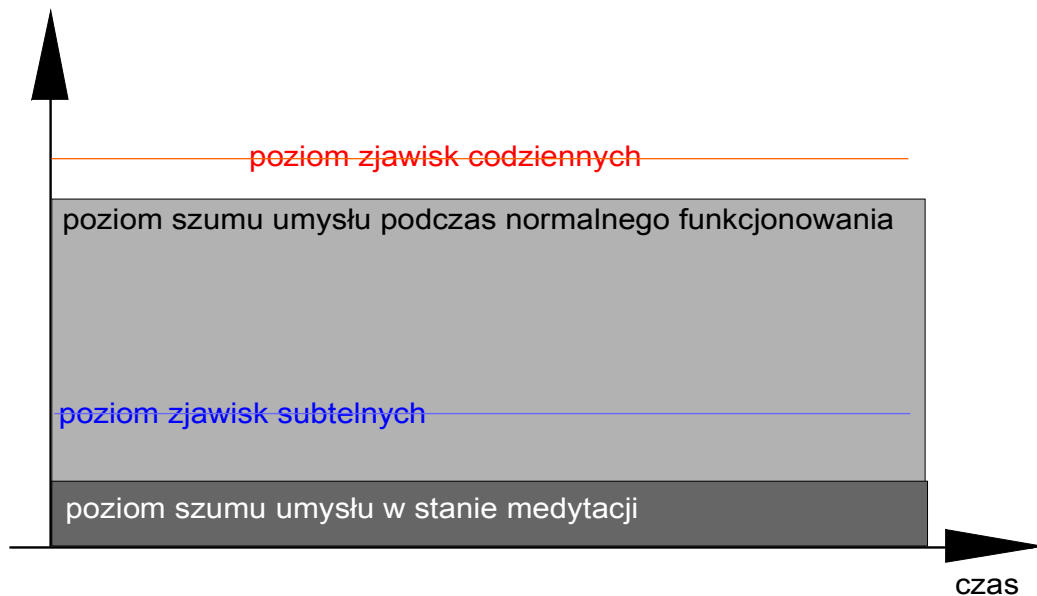 poziom zjawisk codziennych
poziom szumu umysłu podczas normalnego funkcjonowania
poziom zjawisk subtelnych
poziom szumu umysłu w stanie medytacji
czas